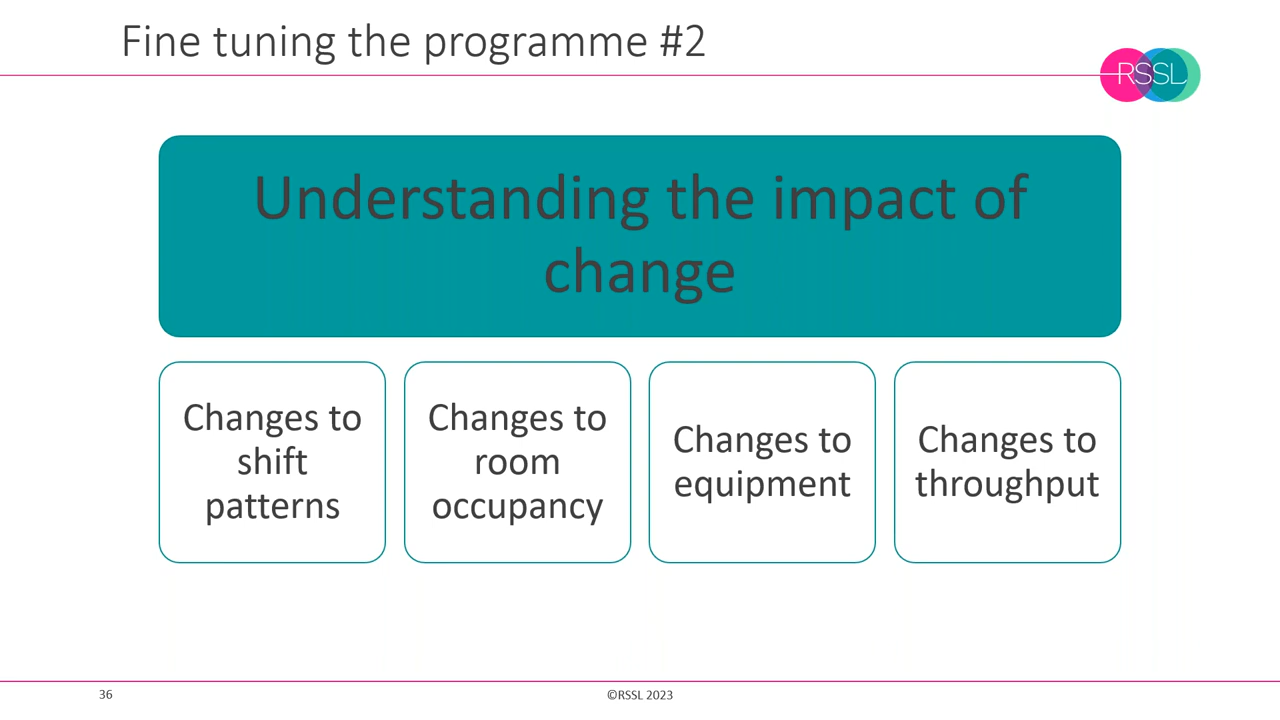 Fine tuning the programme #2
RSSL
Understanding the impact of
change
Changes to
shift
patterns
Changes to
room
occupancy
Changes to
equipment
Changes to
throughput
36
©RSSL 2023